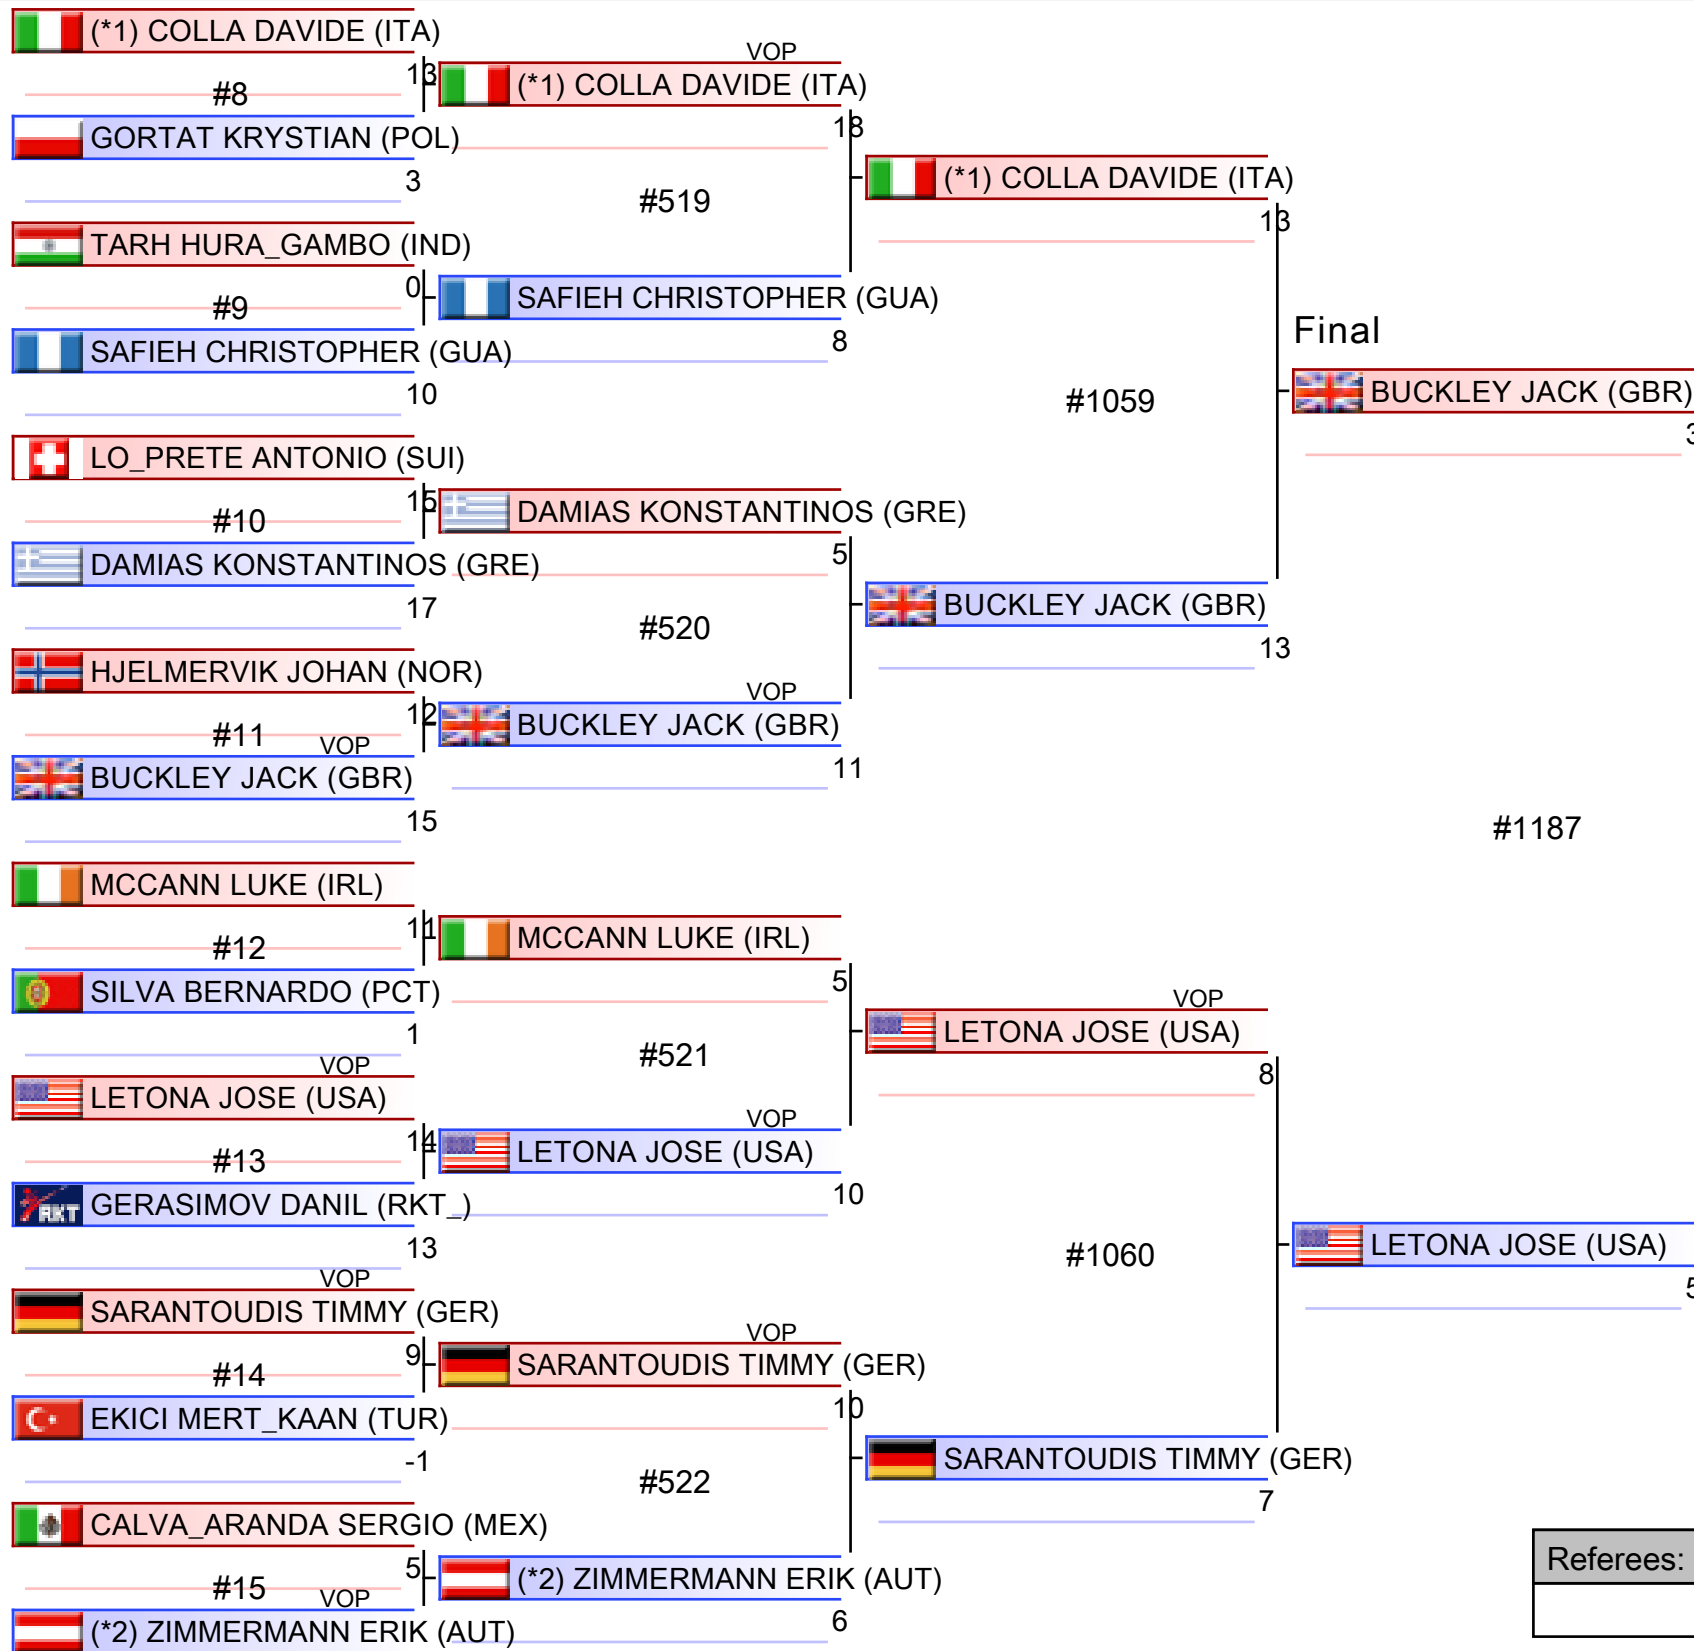 (*1) COLLA DAVIDE (ITA)
13
#8
GORTAT KRYSTIAN (POL)
3
TARH HURA_GAMBO (IND)
0
#9
SAFIEH CHRISTOPHER (GUA)
10
LO_PRETE ANTONIO (SUI)
15
#10
DAMIAS KONSTANTINOS (GRE)
17
HJELMERVIK JOHAN (NOR)
12
#11
VOP
BUCKLEY JACK (GBR)
15
MCCANN LUKE (IRL)
11
#12
SILVA BERNARDO (PCT)
1
VOP
LETONA JOSE (USA)
14
#13
RKT
GERASIMOV DANIL (RKT_)
13
VOP
SARANTOUDIS TIMMY (GER)
9
#14
EKICI MERT_KAAN (TUR)
-1
CALVA_ARANDA SERGIO (MEX)
5
#15
VOP
(*2) ZIMMERMANN ERIK (AUT)
VOP
(*1) COLLA DAVIDE (ITA)
18
#519
SAFIEH CHRISTOPHER (GUA)
8
DAMIAS KONSTANTINOS (GRE)
5
#520
VOP
BUCKLEY JACK (GBR)
11
MCCANN LUKE (IRL)
5
#521
VOP
LETONA JOSE (USA)
10
VOP
SARANTOUDIS TIMMY (GER)
10
#522
(*2) ZIMMERMANN ERIK (AUT)
6
(*1) COLLA DAVIDE (ITA)
13
#1059
BUCKLEY JACK (GBR)
13
VOP
LETONA JOSE (USA)
8
#1060
SARANTOUDIS TIMMY (GER)
7
Final
BUCKLEY JACK (GBR)
3
#1187
LETONA JOSE (USA)
5
Referees: